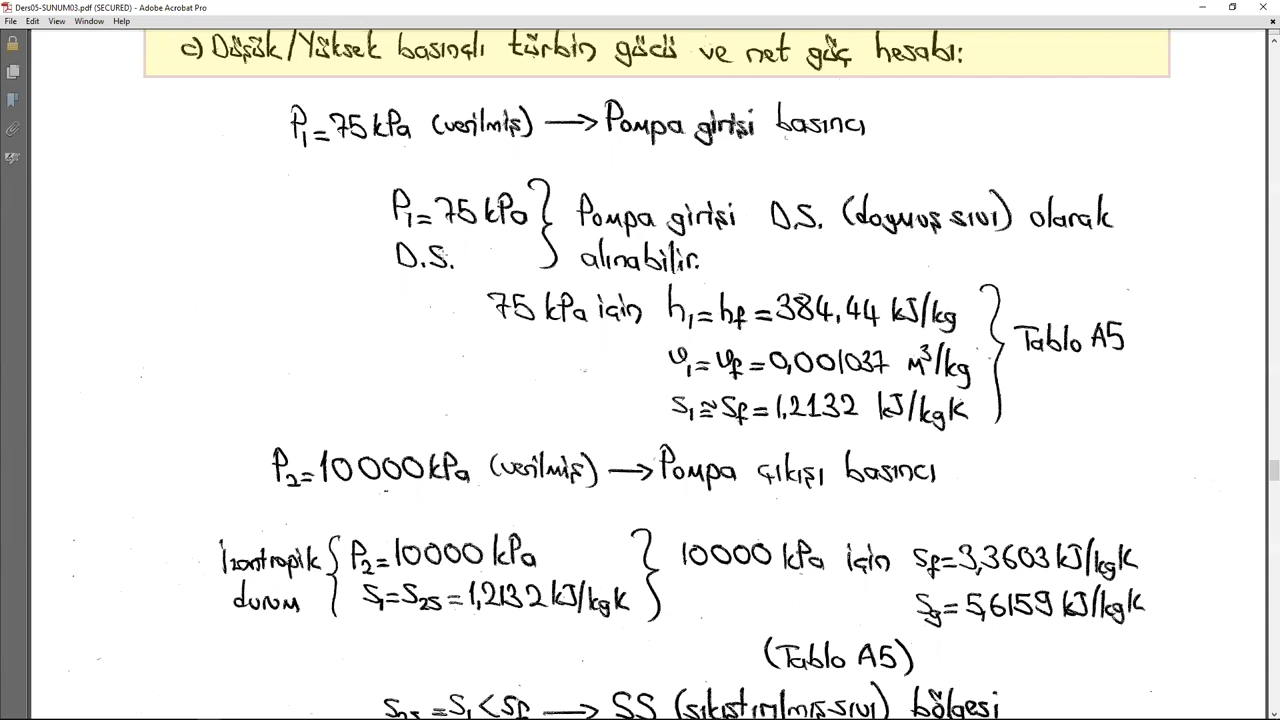 Ders05-SUNUM03.pdf (SECURED) - Adobe Acrobat Pro
File Edit View Window Help
c) Düşük/Yüksek basınçlı türbin gücü ve net güç hesabı:
P₁=75 kPa (verilmiş) → Pompa girişi basıncı
P₁=75 kPa } Pompa girişi D.S. (doymuş sıvı) olarak
D.S. alınabilir.
75 kPa için h₁=hf=384,44 kJ/kg
v₁=vf=0,001037 m³/kg } Tablo A5
s₁≅sf=1,2132 kJ/kgK
P₂=10000kPa (verilmiş) → Pompa çıkışı basıncı
İzontropik { P₂=10000 kPa } 10000 kPa için sf=3,3603 kJ/kgK
durum s₁=s₂s=1,2132 kJ/kgK sg=5,6159 kJ/kgK
(Tablo A5)
s₂s=s₁<sf → SS (sıkıştırılmış sıvı) bölgesi